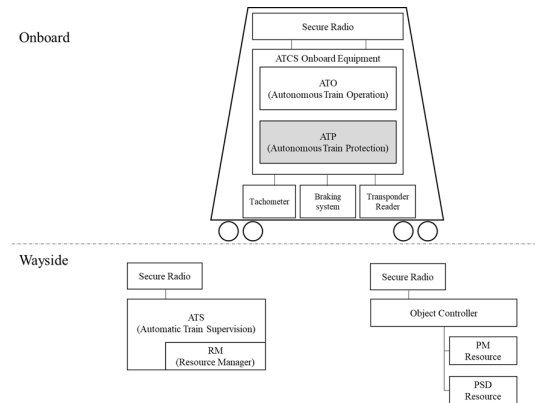 Onboard
Secure Radio
ATCS Onboard Equipment
ATO
(Autonomous Train Operation)
ATP
(Autonomous Train Protection)
Tachometer
Braking
system
Transponder
Reader
Wayside
Secure Radio
ATS
(Automatic Train Supervision)
RM
(Resource Manager)
Secure Radio
Object Controller
PM
Resource
PSD
Resource